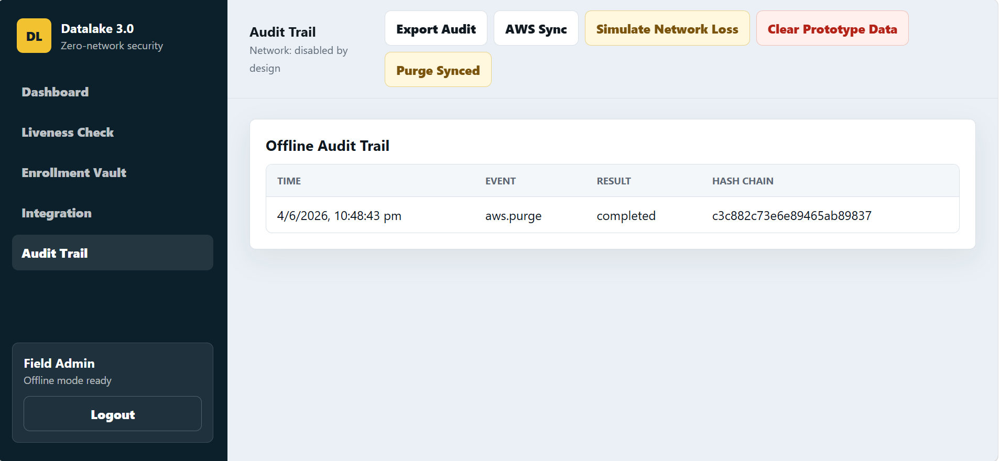 DL
Datalake 3.0
Zero-network security
Dashboard
Liveness Check
Enrollment Vault
Integration
Audit Trail
Field Admin
Offline mode ready
Logout
Audit Trail
Network: disabled by
design
Export Audit
AWS Sync
Simulate Network Loss
Clear Prototype Data
Purge Synced
Offline Audit Trail
TIME EVENT RESULT HASH CHAIN
4/6/2026, 10:48:43 pm aws.purge completed c3c882c73e6e89465ab89837